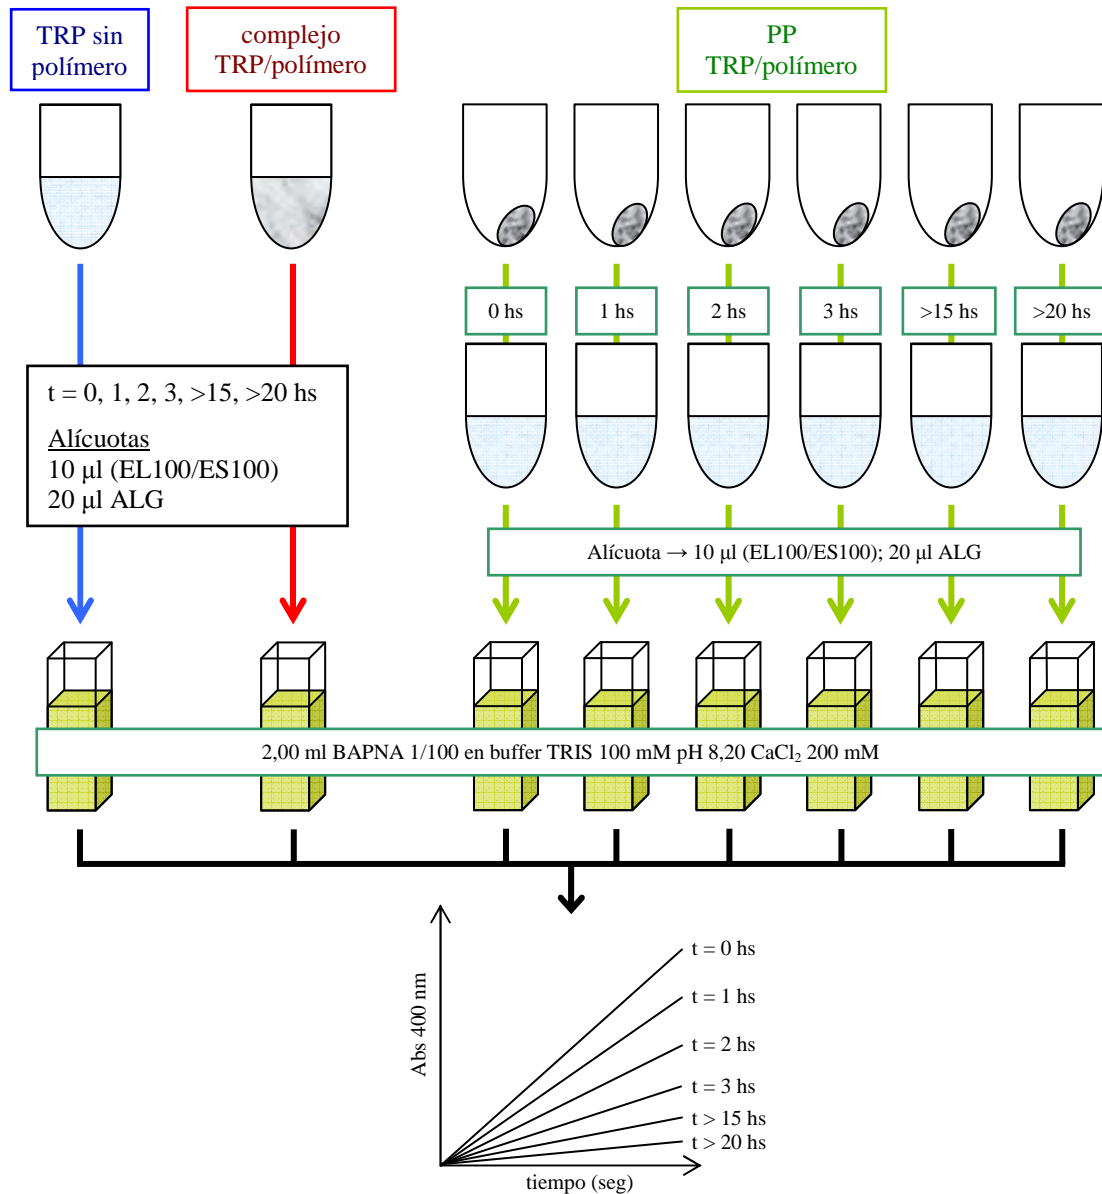 TRP sin
polímero
complejo
TRP/polímero
PP
TRP/polímero
0 hs
1 hs
2 hs
3 hs
>15 hs
>20 hs
t = 0, 1, 2, 3, >15, >20 hs
Alícuotas
10 µl (EL100/ES100)
20 µl ALG
Alícuota → 10 µl (EL100/ES100); 20 µl ALG
2,00 ml BAPNA 1/100 en buffer TRIS 100 mM pH 8,20 CaCl₂ 200 mM
Abs 400 nm
t = 0 hs
t = 1 hs
t = 2 hs
t = 3 hs
t > 15 hs
t > 20 hs
tiempo (seg)